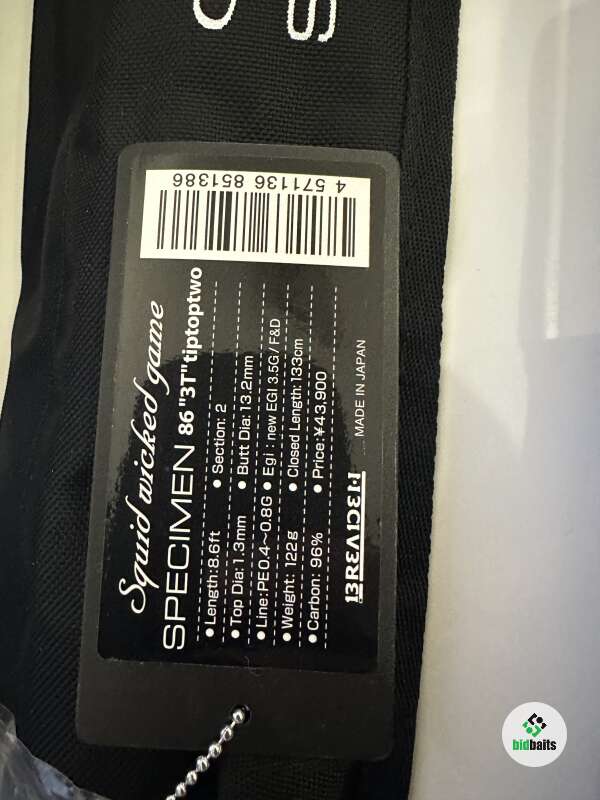 Squid wicked game
SPECIMEN 86 "3T" tiptoptwo
• Length:8.6ft • Section: 2
• Top Dia:1.3mm • Butt Dia:13.2mm
• Line:PE0.4~0.8G • Egi : new EGI 3.5G / F&D
• Weight: 122g • Closed Length:133cm
• Carbon: 96% • Price:¥43,900
BREADEN MADE IN JAPAN
4 571136 851386
bidbaits